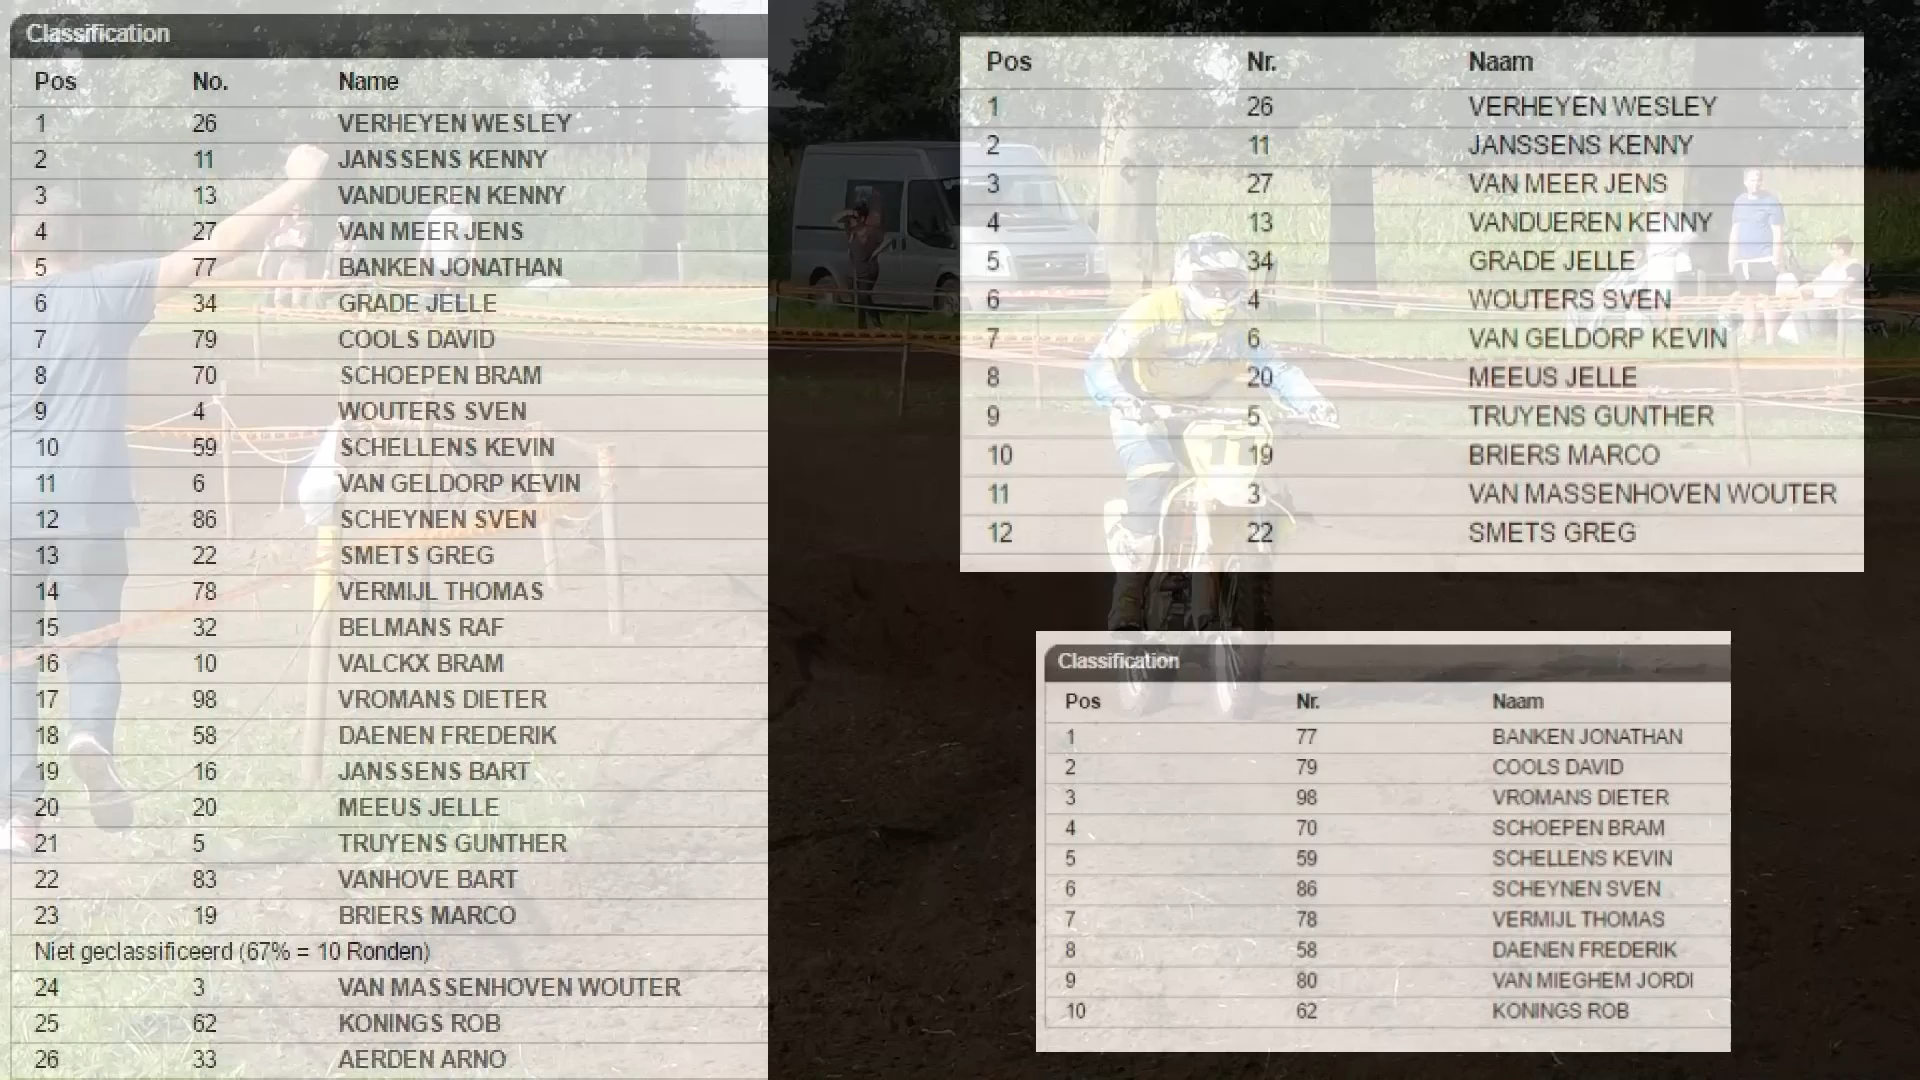 Classification
Pos No. Name
1 26 VERHEYEN WESLEY
2 11 JANSSENS KENNY
3 13 VANDUEREN KENNY
4 27 VAN MEER JENS
5 77 BANKEN JONATHAN
6 34 GRADE JELLE
7 79 COOLS DAVID
8 70 SCHOEPEN BRAM
9 4 WOUTERS SVEN
10 59 SCHELLENS KEVIN
11 6 VAN GELDORP KEVIN
12 86 SCHEYNEN SVEN
13 22 SMETS GREG
14 78 VERMIJL THOMAS
15 32 BELMANS RAF
16 10 VALCKX BRAM
17 98 VROMANS DIETER
18 58 DAENEN FREDERIK
19 16 JANSSENS BART
20 20 MEEUS JELLE
21 5 TRUYENS GUNTHER
22 83 VANHOVE BART
23 19 BRIERS MARCO
Niet geclassificeerd (67% = 10 Ronden)
24 3 VAN MASSENHOVEN WOUTER
25 62 KONINGS ROB
26 33 AERDEN ARNO
Pos Nr. Naam
1 26 VERHEYEN WESLEY
2 11 JANSSENS KENNY
3 27 VAN MEER JENS
4 13 VANDUEREN KENNY
5 34 GRADE JELLE
6 4 WOUTERS SVEN
7 6 VAN GELDORP KEVIN
8 20 MEEUS JELLE
9 5 TRUYENS GUNTHER
10 19 BRIERS MARCO
11 3 VAN MASSENHOVEN WOUTER
12 22 SMETS GREG
Classification
Pos Nr. Naam
1 77 BANKEN JONATHAN
2 79 COOLS DAVID
3 98 VROMANS DIETER
4 70 SCHOEPEN BRAM
5 59 SCHELLENS KEVIN
6 86 SCHEYNEN SVEN
7 78 VERMIJL THOMAS
8 58 DAENEN FREDERIK
9 80 VAN MIEGHEM JORDI
10 62 KONINGS ROB